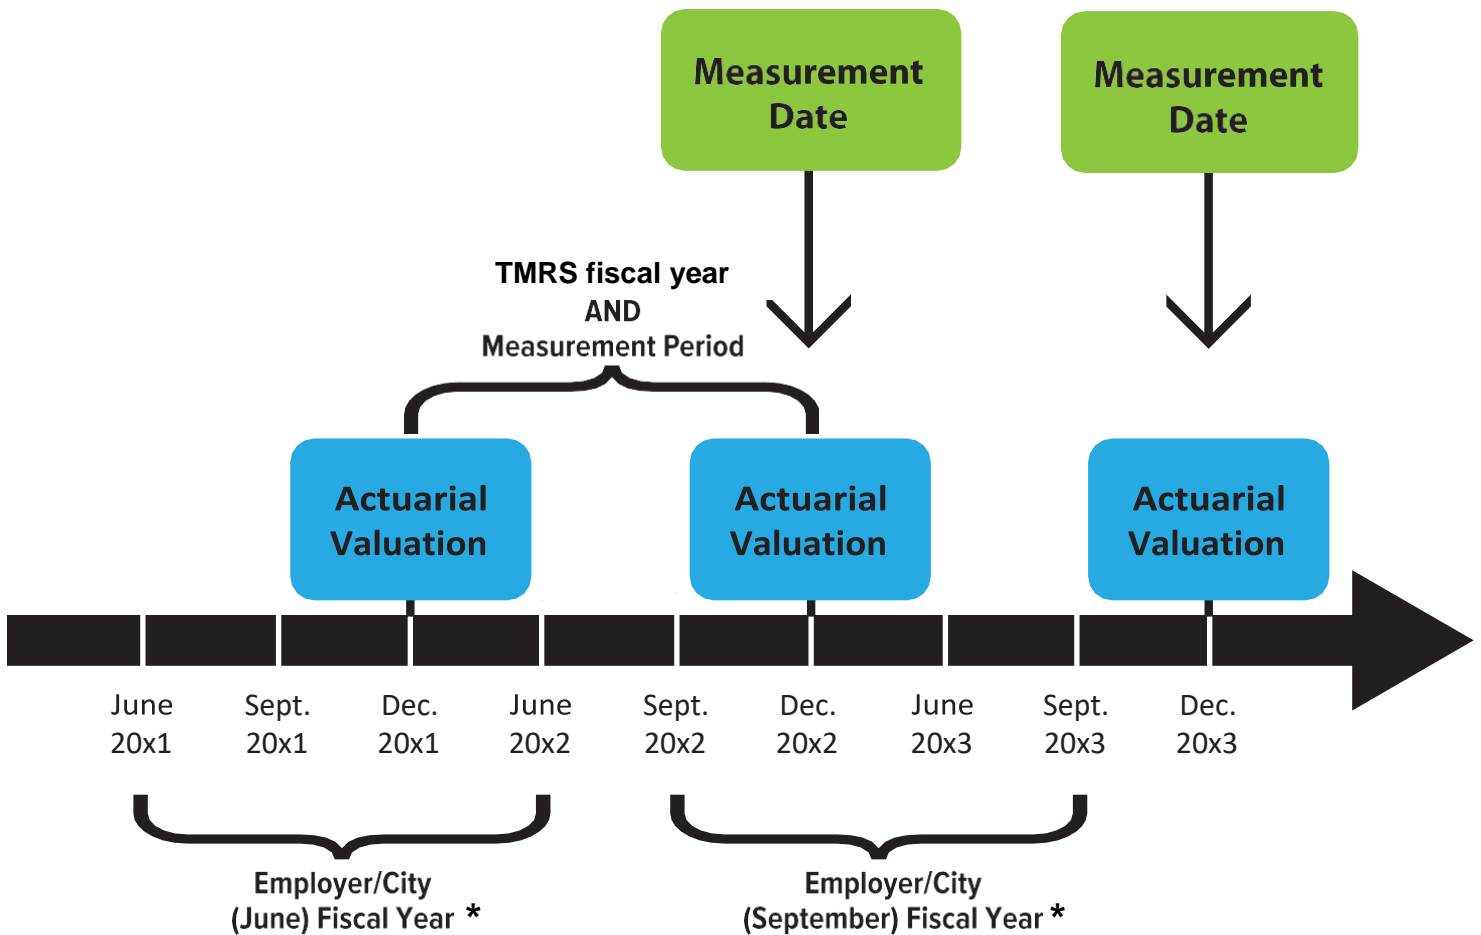 Measurement
Date
Measurement
Date
TMRS fiscal year
AND
Measurement Period
Actuarial
Valuation
Actuarial
Valuation
Actuarial
Valuation
June
20x1
Sept.
20x1
Dec.
20x1
June
20x2
Sept.
20x2
Dec.
20x2
June
20x3
Sept.
20x3
Dec.
20x3
Employer/City
(June) Fiscal Year *
Employer/City
(September) Fiscal Year *